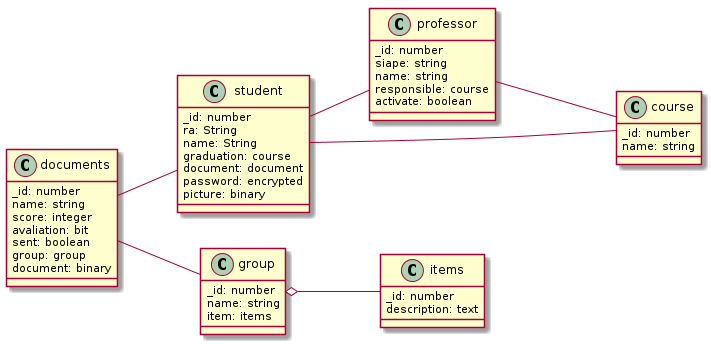 C professor
_id: number
siape: string
name: string
responsible: course
activate: boolean
C student
_id: number
ra: String
name: String
graduation: course
document: document
password: encrypted
picture: binary
C course
_id: number
name: string
C documents
_id: number
name: string
score: integer
avaliation: bit
sent: boolean
group: group
document: binary
C group
_id: number
name: string
item: items
C items
_id: number
description: text